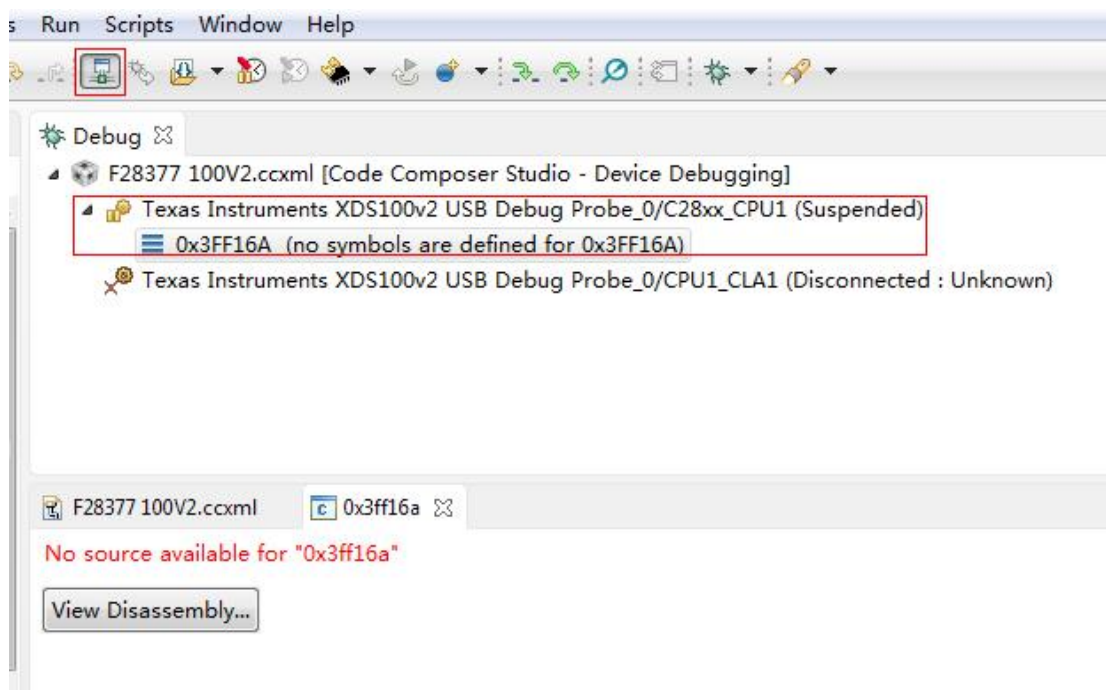 s Run Scripts Window Help
Debug
F28377 100V2.ccxml [Code Composer Studio - Device Debugging]
Texas Instruments XDS100v2 USB Debug Probe_0/C28xx_CPU1 (Suspended)
0x3FF16A (no symbols are defined for 0x3FF16A)
Texas Instruments XDS100v2 USB Debug Probe_0/CPU1_CLA1 (Disconnected : Unknown)
F28377 100V2.ccxml 0x3ff16a
No source available for "0x3ff16a"
View Disassembly...